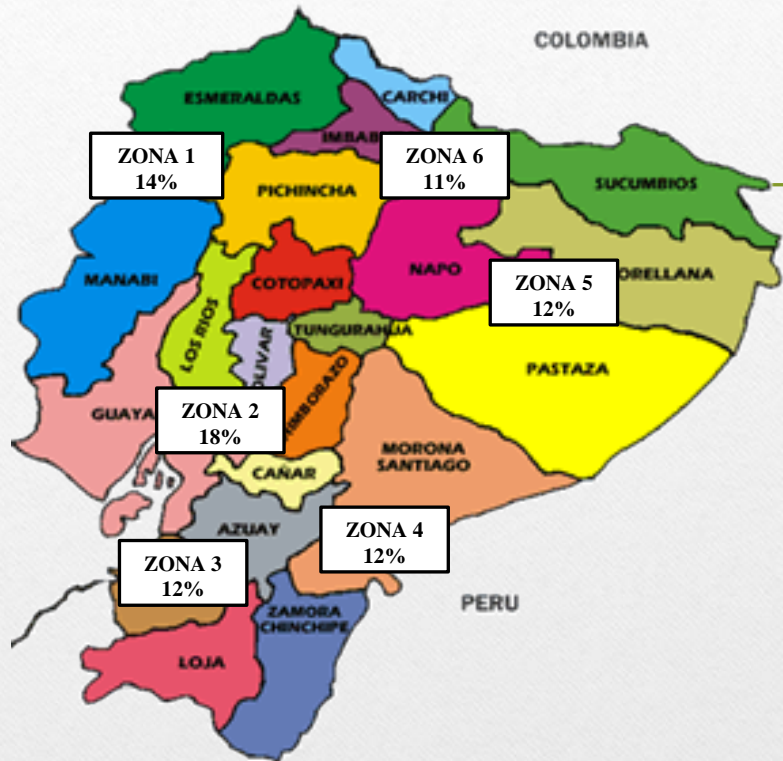 COLOMBIA
ESMERALDAS
CARCHI
IMBAB
ZONA 1
14%
ZONA 6
11%
SUCUMBIOS
PICHINCHA
MANABI
COTOPAXI
NAPO
ORELLANA
ZONA 5
12%
LOS RIOS
TUNGURAHUA
OLIVAR
PASTAZA
GUAYA
ZONA 2
18%
HIMBORAZO
MORONA
SANTIAGO
CAÑAR
AZUAY
ZONA 4
12%
ZONA 3
12%
PERU
ZAMORA
CHINCHIPE
LOJA